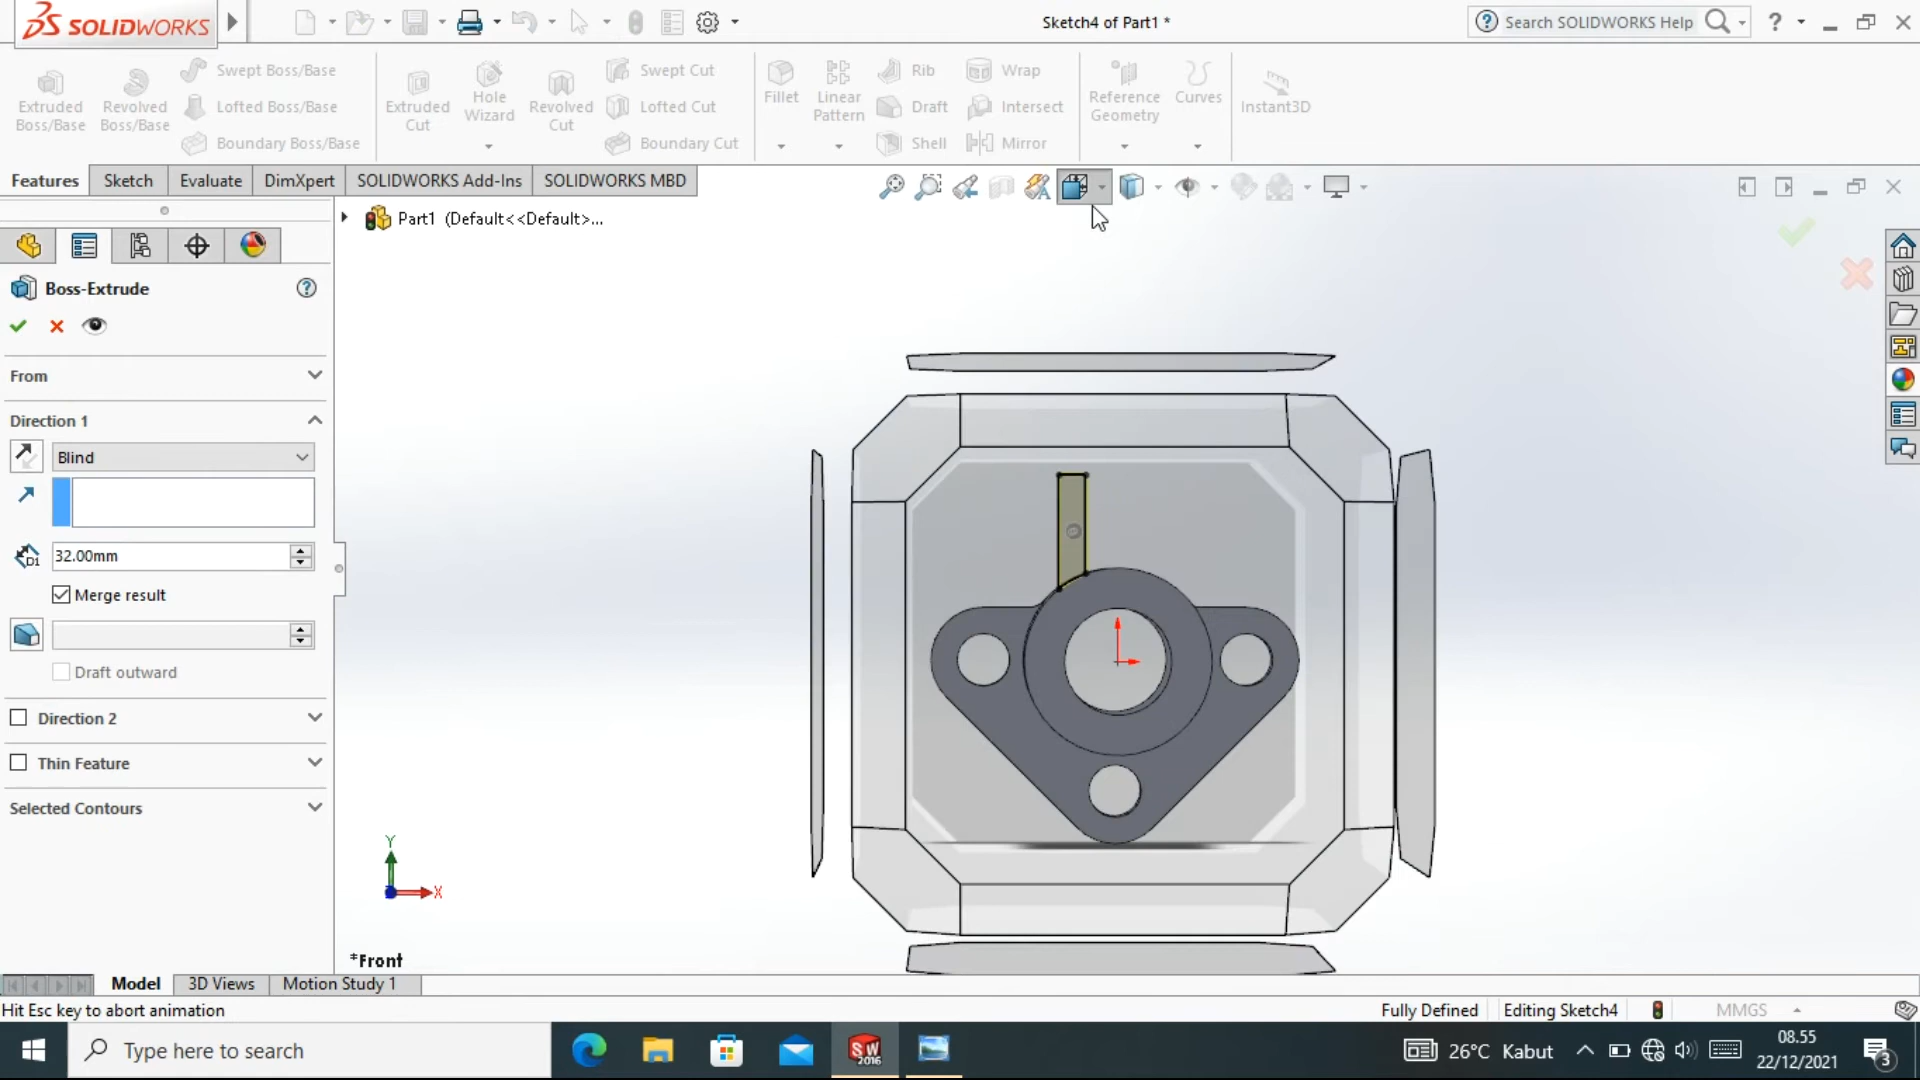 SOLIDWORKS
Sketch4 of Part1 *
Search SOLIDWORKS Help
?
Extruded Boss/Base
Revolved Boss/Base
Swept Boss/Base
Lofted Boss/Base
Boundary Boss/Base
Extruded Cut
Hole Wizard
Revolved Cut
Swept Cut
Lofted Cut
Boundary Cut
Fillet
Linear Pattern
Rib
Draft
Shell
Wrap
Intersect
Mirror
Reference Geometry
Curves
Instant3D
Features
Sketch
Evaluate
DimXpert
SOLIDWORKS Add-Ins
SOLIDWORKS MBD
Part1 (Default<<Default>...
Boss-Extrude
From
Direction 1
Blind
D1
32.00mm
Merge result
Draft outward
Direction 2
Thin Feature
Selected Contours
Y
X
*Front
Model
3D Views
Motion Study 1
Hit Esc key to abort animation
Fully Defined
Editing Sketch4
MMGS
Type here to search
SW
2016
26°C Kabut
08.55
22/12/2021
3